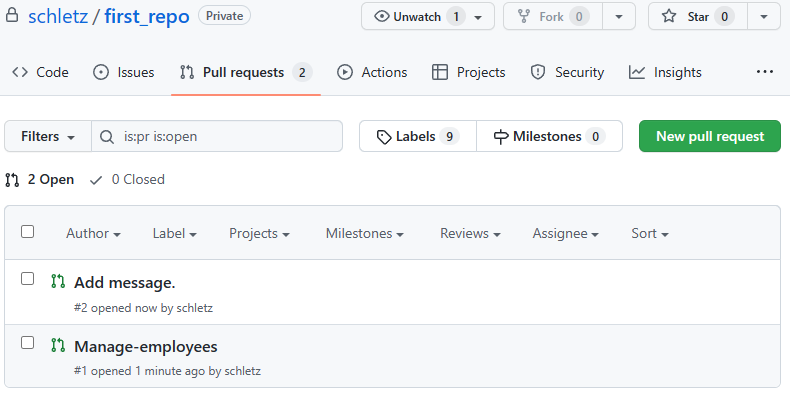 schletz / first_repo Private Unwatch 1 Fork 0 Star 0
Code Issues Pull requests 2 Actions Projects Security Insights ...
Filters is:pr is:open Labels 9 Milestones 0 New pull request
2 Open 0 Closed
Author Label Projects Milestones Reviews Assignee Sort
Add message.
#2 opened now by schletz
Manage-employees
#1 opened 1 minute ago by schletz